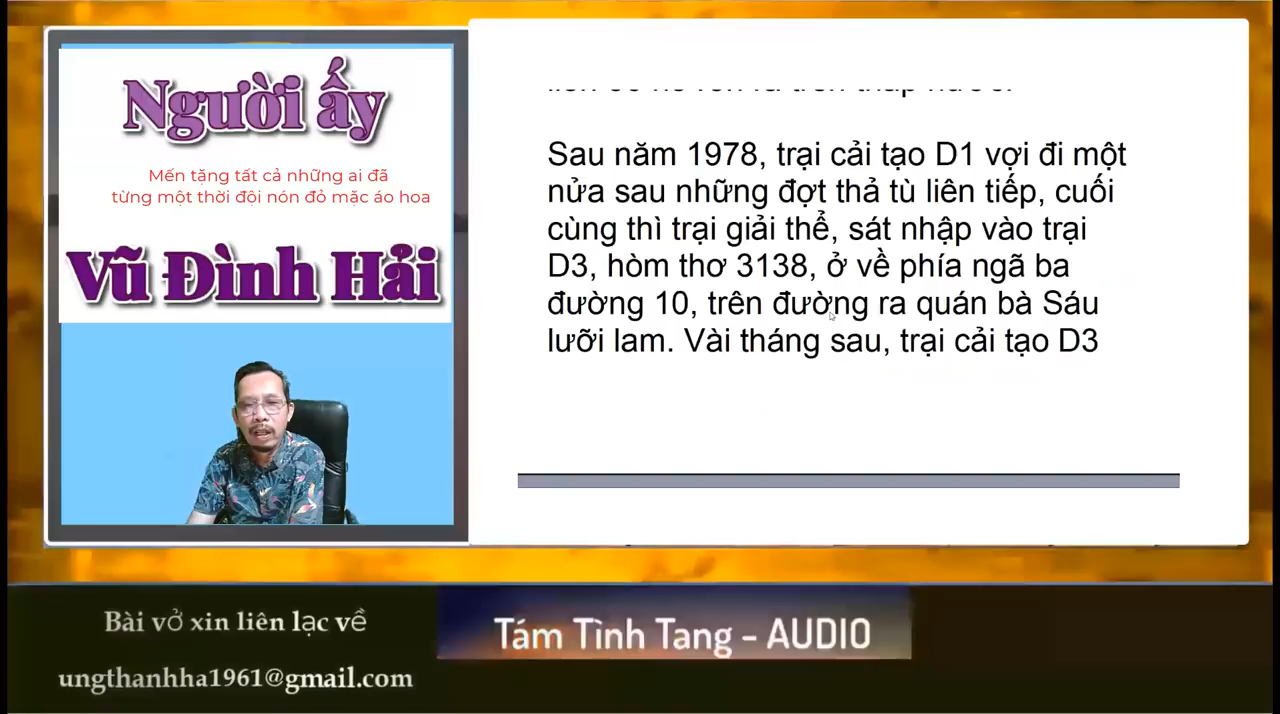 Người ấy
Mến tặng tất cả những ai đã
từng một thời đội nón đỏ mặc áo hoa
Vũ Đình Hải
Sau năm 1978, trại cải tạo D1 vợi đi một
nửa sau những đợt thả tù liên tiếp, cuối
cùng thì trại giải thể, sát nhập vào trại
D3, hòm thơ 3138, ở về phía ngã ba
đường 10, trên đường ra quán bà Sáu
lưỡi lam. Vài tháng sau, trại cải tạo D3
Bài vở xin liên lạc về
ungthanhha1961@gmail.com
Tám Tình Tang - AUDIO